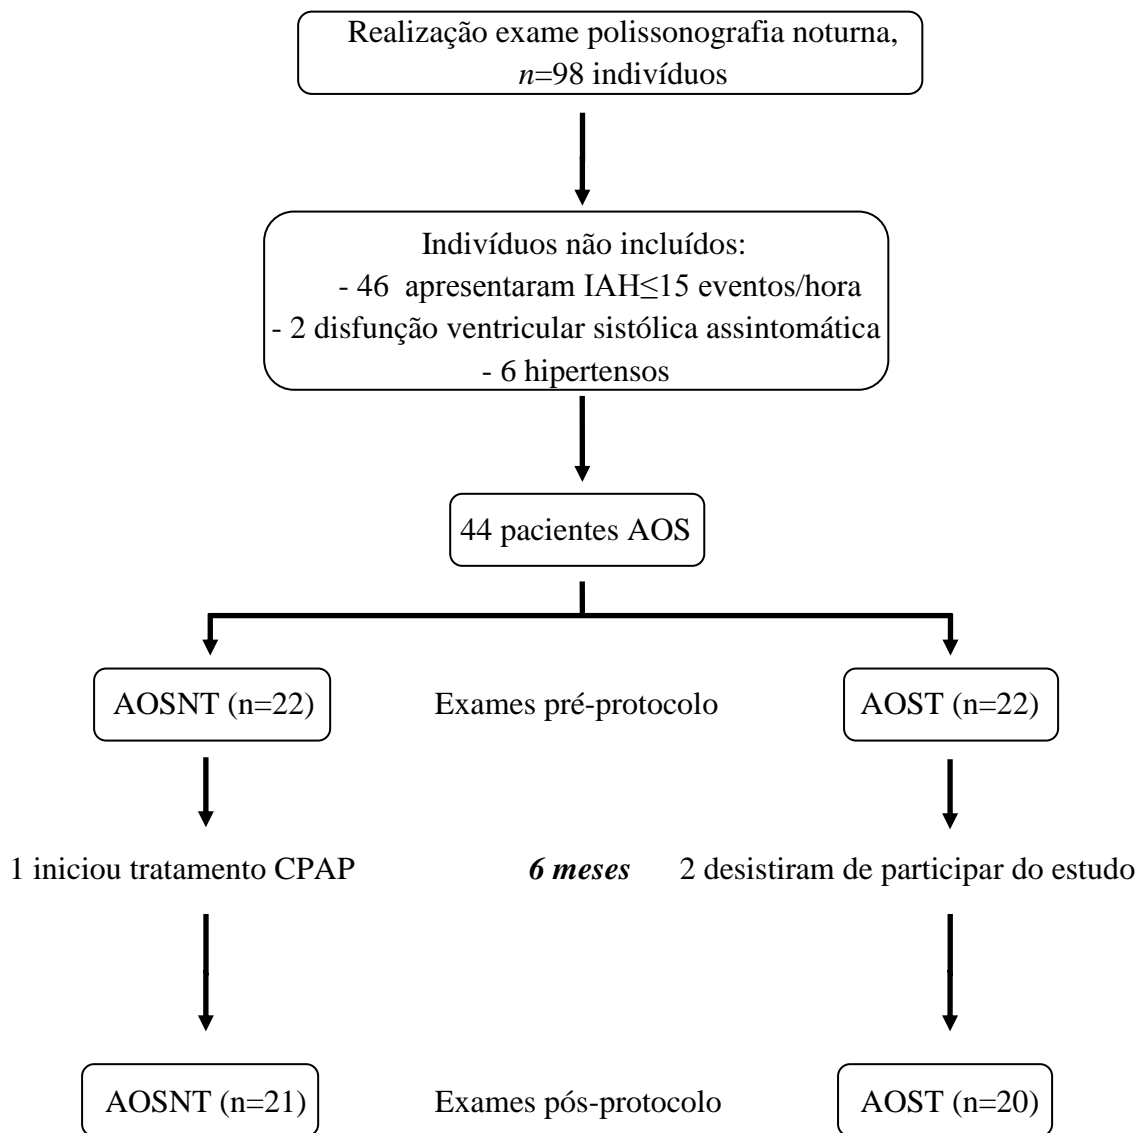 Realização exame polissonografia noturna,
n=98 indivíduos
Indivíduos não incluídos:
- 46 apresentaram IAH≤15 eventos/hora
- 2 disfunção ventricular sistólica assintomática
- 6 hipertensos
44 pacientes AOS
AOSNT (n=22) Exames pré-protocolo AOST (n=22)
1 iniciou tratamento CPAP 6 meses 2 desistiram de participar do estudo
AOSNT (n=21) Exames pós-protocolo AOST (n=20)